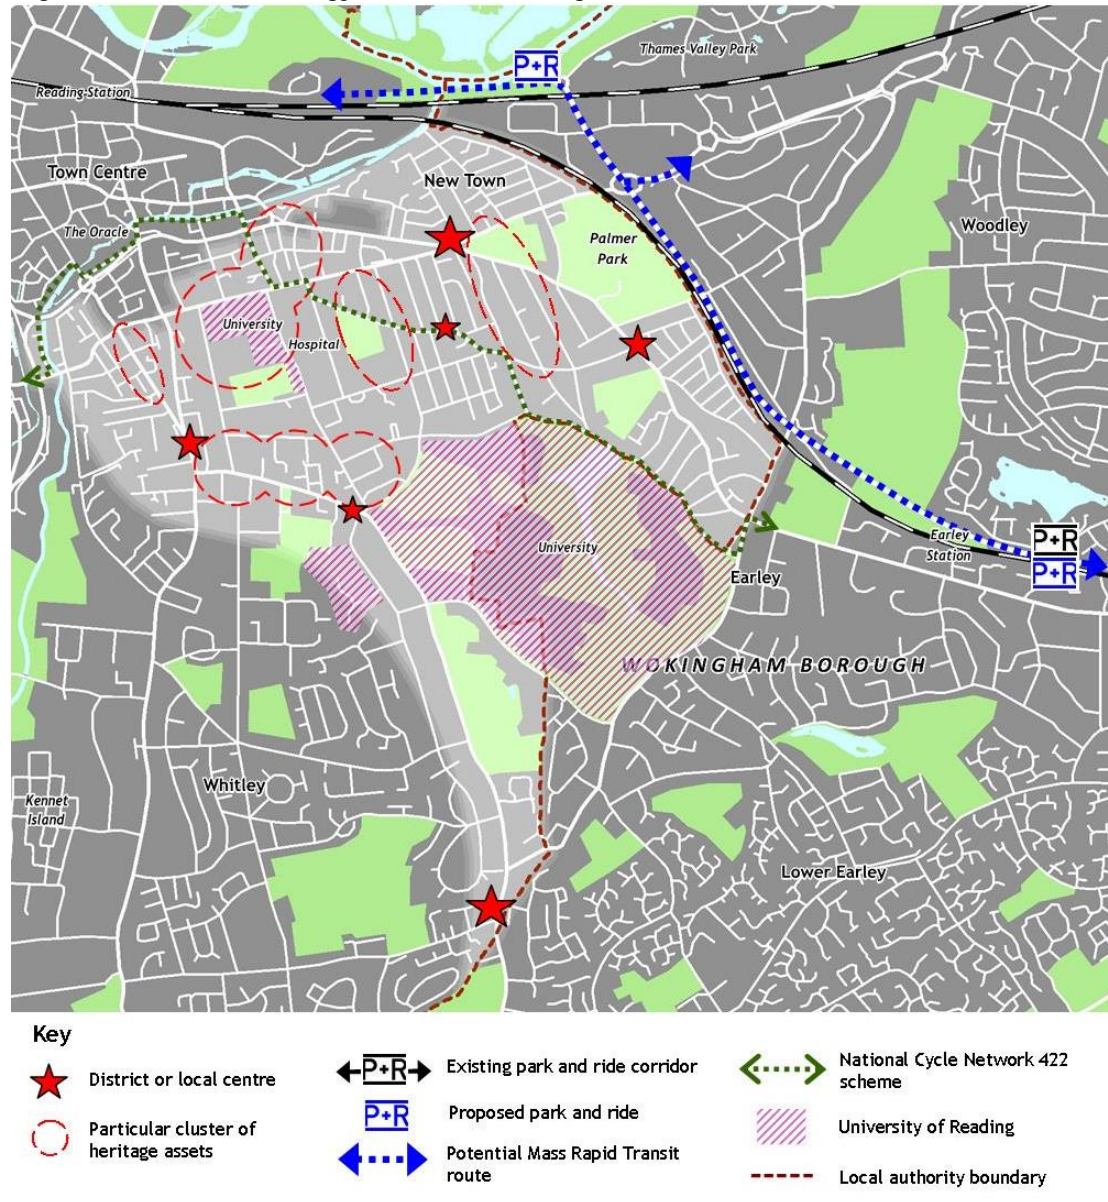 Thames Valley Park
P+R
Reading Station
Town Centre
New Town
Woodley
The Oracle
Palmer
Park
University
Hospital
Earley
Station
P+R
P+R
University
Earley
WOKINGHAM BOROUGH
Whitley
Kennet
Island
Lower Earley
Key
District or local centre
Particular cluster of
heritage assets
P+R
Existing park and ride corridor
P+R
Proposed park and ride
Potential Mass Rapid Transit
route
National Cycle Network 422
scheme
University of Reading
Local authority boundary